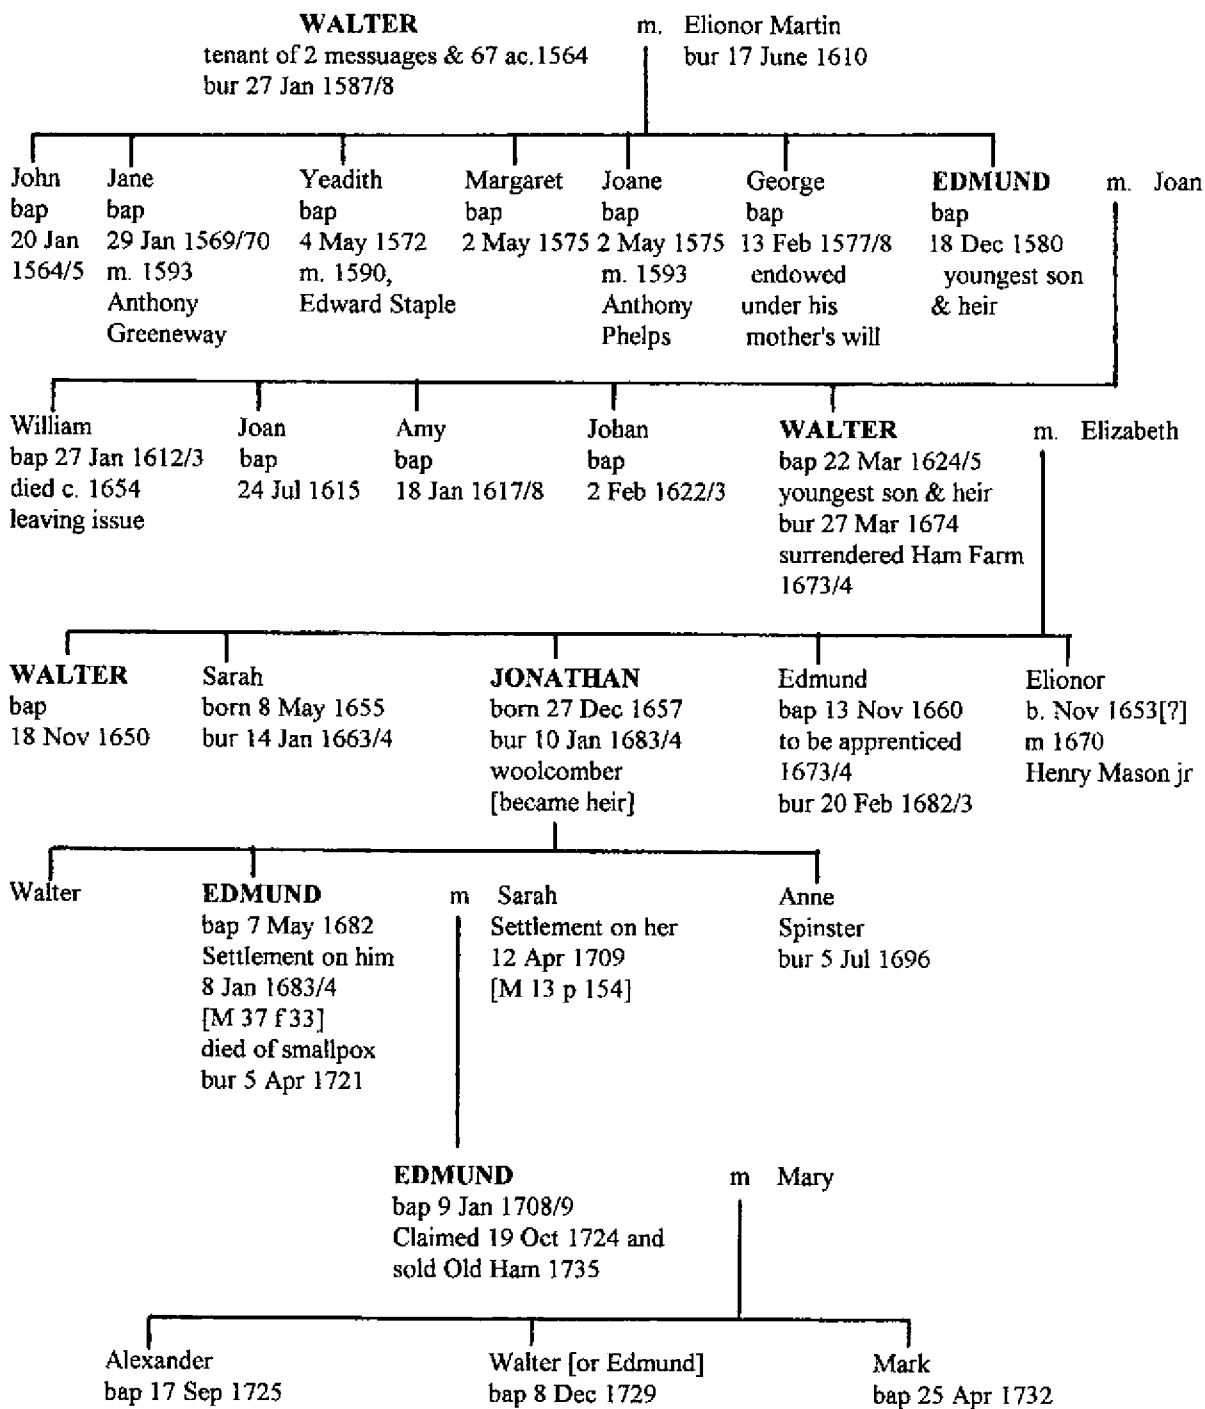 WALTER m. Elionor Martin
tenant of 2 messuages & 67 ac.1564
bur 27 Jan 1587/8
bur 17 June 1610
John
bap
20 Jan
1564/5
Jane
bap
29 Jan 1569/70
m. 1593
Anthony
Greeneway
Yeadith
bap
4 May 1572
m. 1590,
Edward Staple
Margaret
bap
2 May 1575
Joane
bap
2 May 1575
m. 1593
Anthony
Phelps
George
bap
13 Feb 1577/8
endowed
under his
mother's will
EDMUND m. Joan
bap
18 Dec 1580
youngest son
& heir
William
bap 27 Jan 1612/3
died c. 1654
leaving issue
Joan
bap
24 Jul 1615
Amy
bap
18 Jan 1617/8
Johan
bap
2 Feb 1622/3
WALTER m. Elizabeth
bap 22 Mar 1624/5
youngest son & heir
bur 27 Mar 1674
surrendered Ham Farm
1673/4
WALTER
bap
18 Nov 1650
Sarah
born 8 May 1655
bur 14 Jan 1663/4
JONATHAN
born 27 Dec 1657
bur 10 Jan 1683/4
woolcomber
[became heir]
Edmund
bap 13 Nov 1660
to be apprenticed
1673/4
bur 20 Feb 1682/3
Elionor
b. Nov 1653[?]
m 1670
Henry Mason jr
Walter
EDMUND m Sarah
bap 7 May 1682
Settlement on him
8 Jan 1683/4
[M 37 f 33]
died of smallpox
bur 5 Apr 1721
Settlement on her
12 Apr 1709
[M 13 p 154]
Anne
Spinster
bur 5 Jul 1696
EDMUND m Mary
bap 9 Jan 1708/9
Claimed 19 Oct 1724 and
sold Old Ham 1735
Alexander
bap 17 Sep 1725
Walter [or Edmund]
bap 8 Dec 1729
Mark
bap 25 Apr 1732